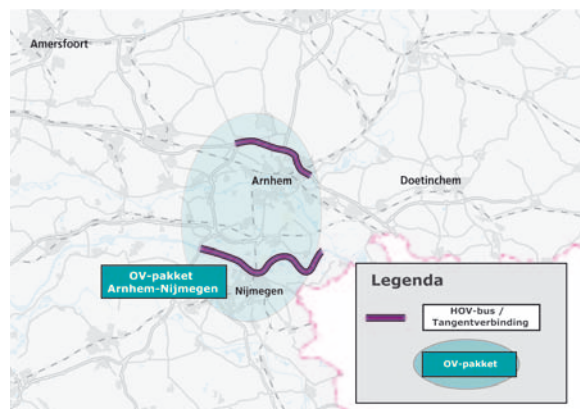 Amersfoort
Arnhem
Doetinchem
OV-pakket
Arnhem-Nijmegen
Nijmegen
Legenda
HOV-bus /
Tangentverbinding
OV-pakket